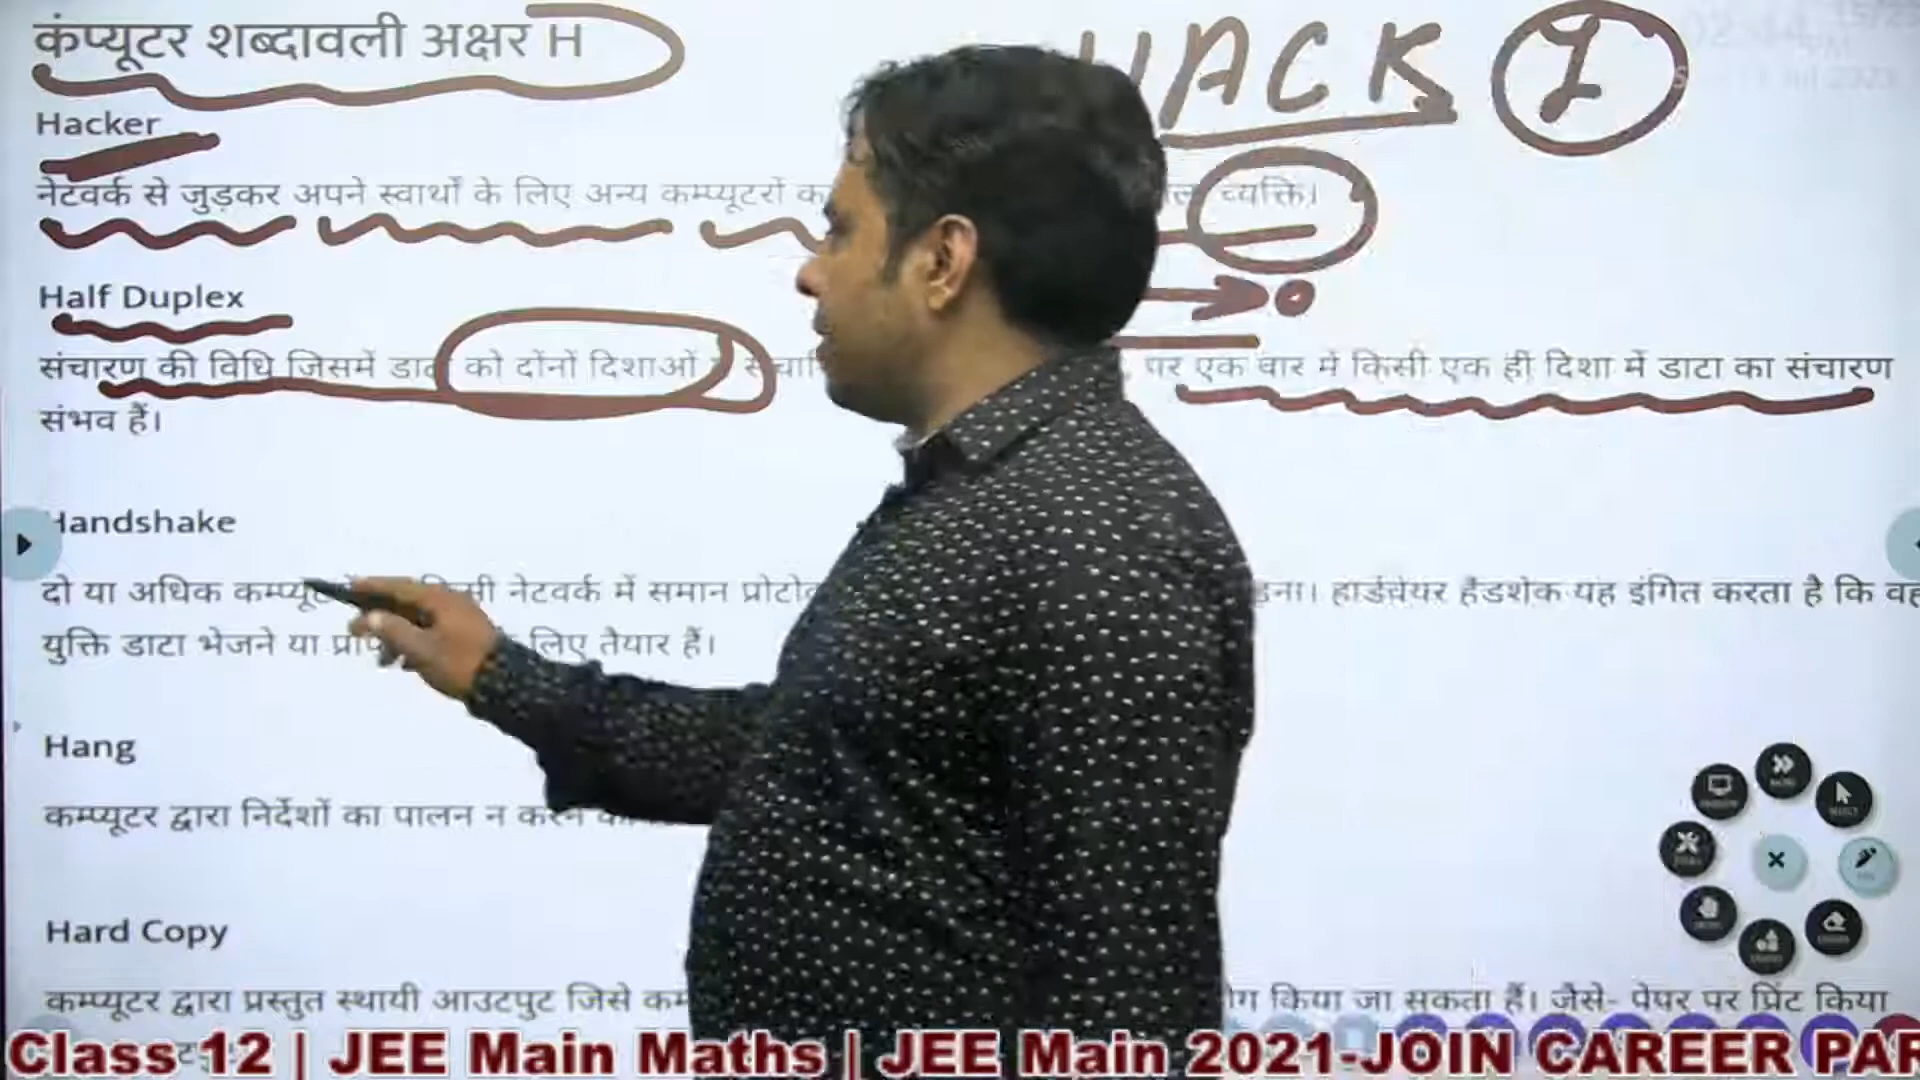 कंप्यूटर शब्दावली अक्षर H
HACK 1
Hacker
नेटवर्क से जुड़कर अपने स्वार्थों के लिए अन्य कम्प्यूटरों व्यक्ति।
Half Duplex
संचारण की विधि जिसमें को दोंनों दिशाओं पर एक बार में किसी एक ही दिशा में डाटा का संचारण
संभव हैं।
Handshake
दो या अधिक नेटवर्क में समान हार्डवेयर हैंडशेक यह इंगित करता है कि वह
युक्ति डाटा भेजने या लिए तैयार हैं।
Hang
कम्प्यूटर द्वारा निर्देशों का पालन न करने
Hard Copy
कम्प्यूटर द्वारा प्रस्तुत स्थायी आउटपुट जिसे किया जा सकता हैं। जैसे- पेपर पर प्रिंट किया
Class 12 | JEE Main Maths | JEE Main 2021-JOIN CAREER